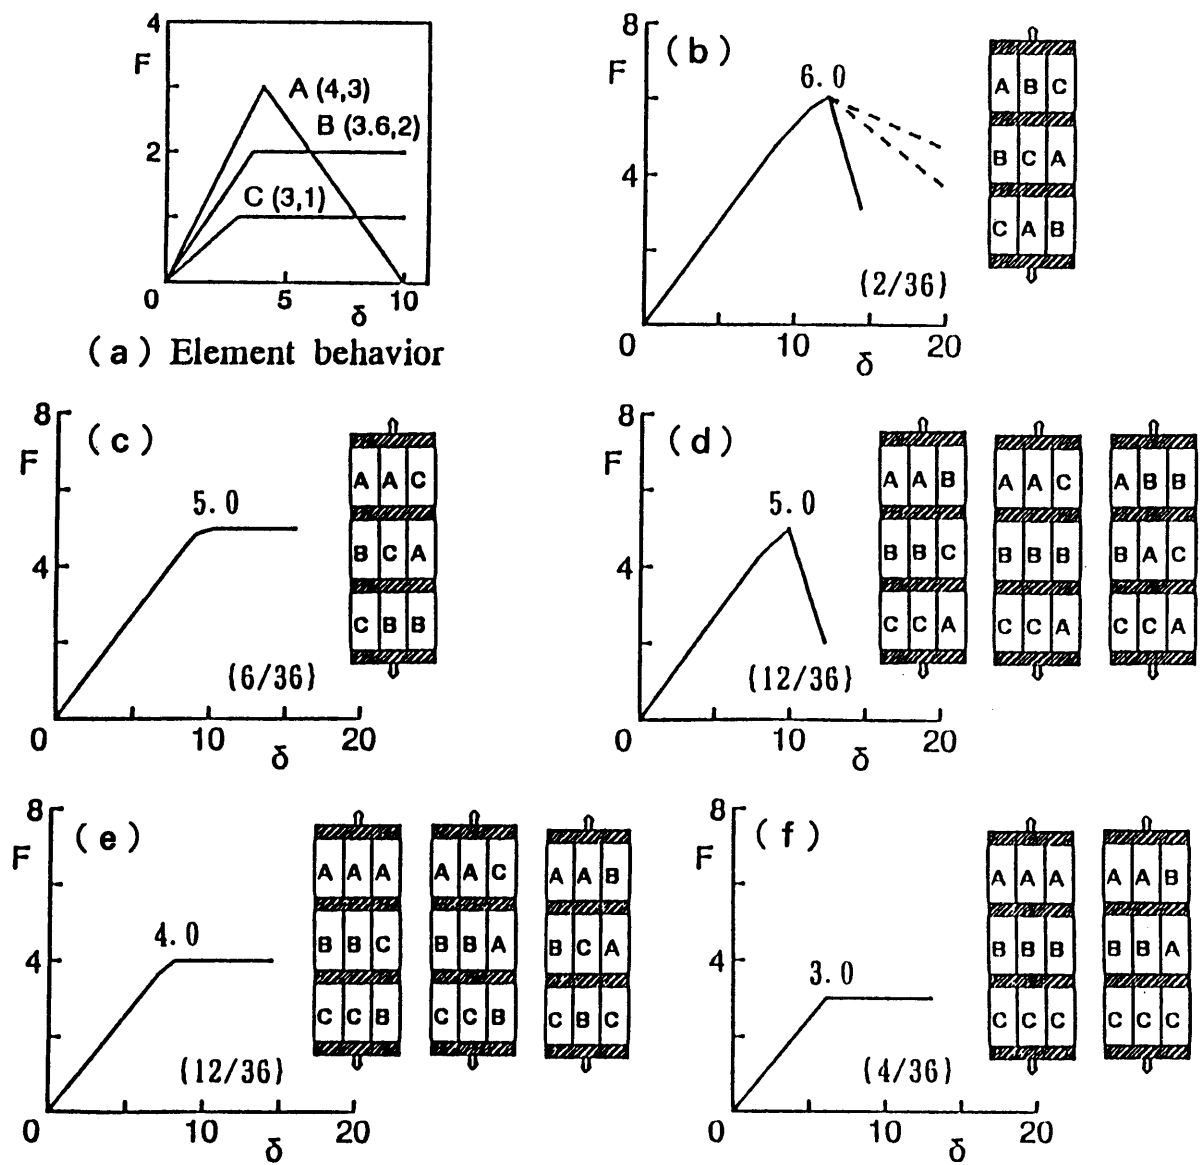 4
F
2
A (4,3)
B (3.6,2)
C (3,1)
0
5
δ
10
(a) Element behavior
8
(b)
F
6.0
4
(2/36)
0
10
δ
20
A B C
B C A
C A B
8
(c)
F
5.0
4
(6/36)
0
10
δ
20
A A C
B C A
C B B
8
(d)
F
5.0
4
(12/36)
0
10
δ
20
A A B
B B C
C C A
A A C
B B B
C C A
A B B
B A C
C C A
8
(e)
F
4.0
4
(12/36)
0
10
δ
20
A A A
B B C
C C B
A A C
B B A
C C B
A A B
B C A
C B C
8
(f)
F
3.0
4
(4/36)
0
10
δ
20
A A A
B B B
C C C
A A B
B B A
C C C